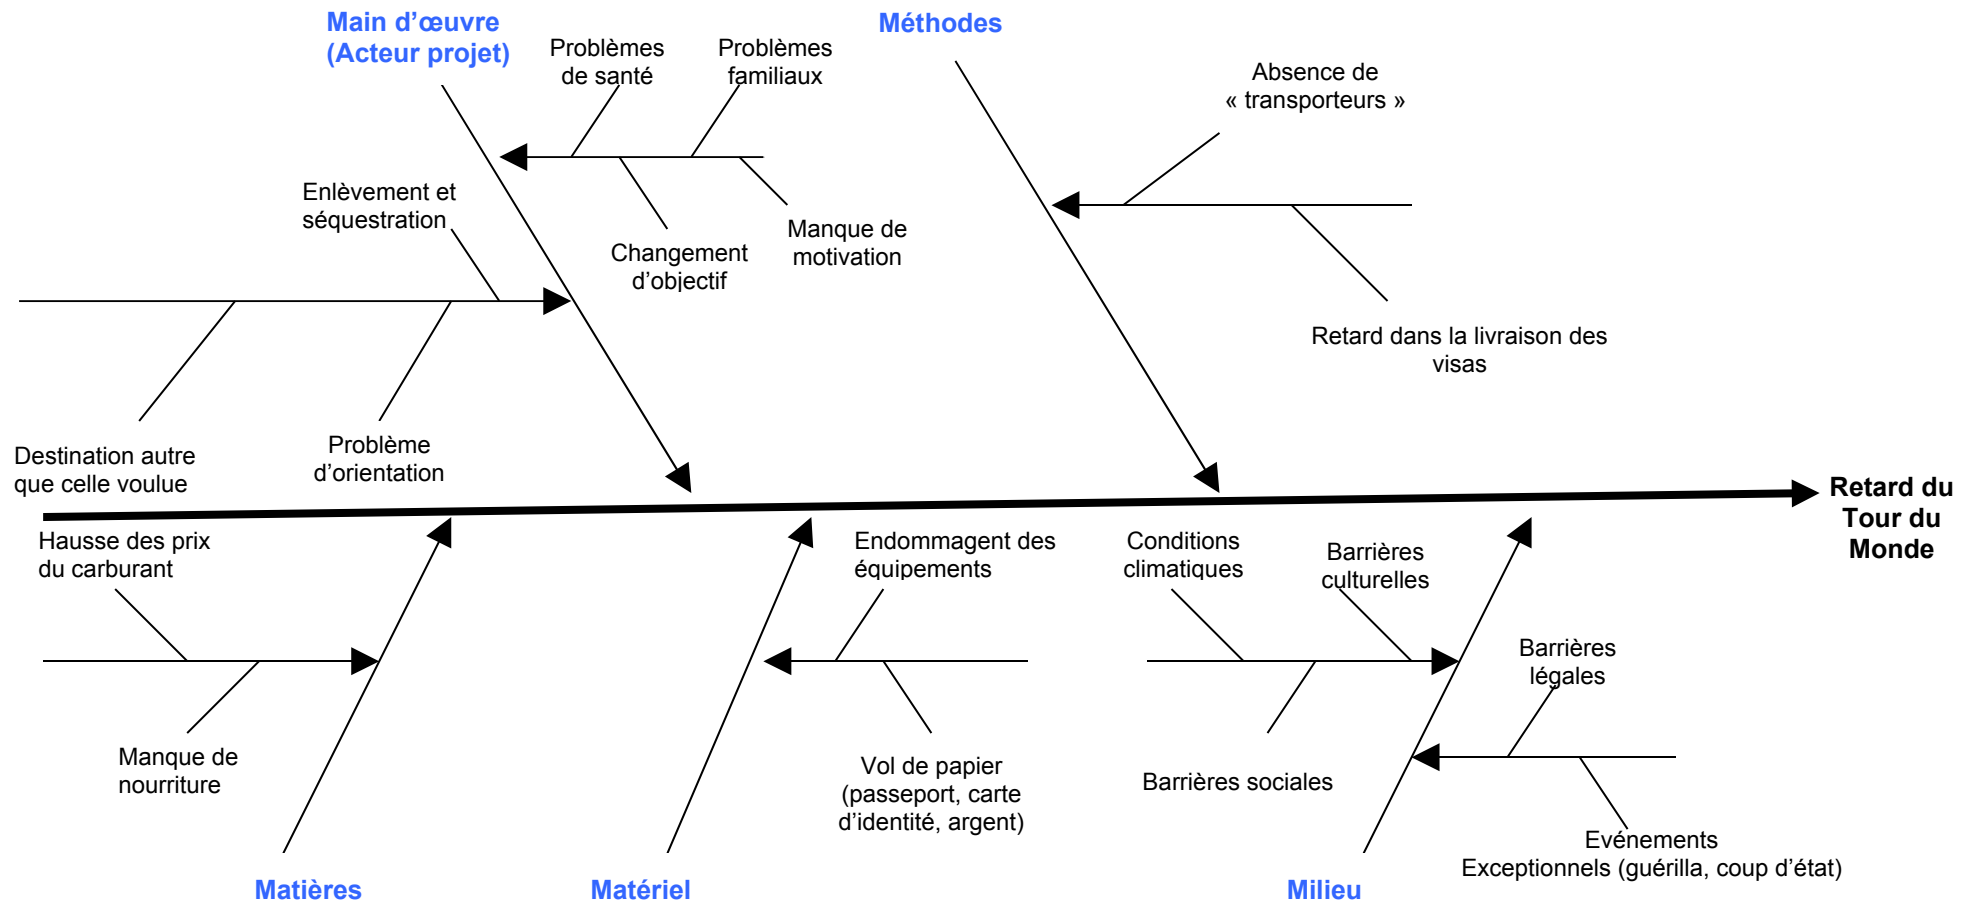 Main d’œuvre
(Acteur projet)
Méthodes
Problèmes
de santé
Problèmes
familiaux
Absence de
« transporteurs »
Enlèvement et
séquestration
Changement
d’objectif
Manque de
motivation
Retard dans la livraison des
visas
Destination autre
que celle voulue
Problème
d’orientation
Retard du
Tour du
Monde
Hausse des prix
du carburant
Endommagent des
équipements
Conditions
climatiques
Barrières
culturelles
Barrières
légales
Manque de
nourriture
Vol de papier
(passeport, carte
d’identité, argent)
Barrières sociales
Evénements
Exceptionnels (guérilla, coup d’état)
Matières
Matériel
Milieu